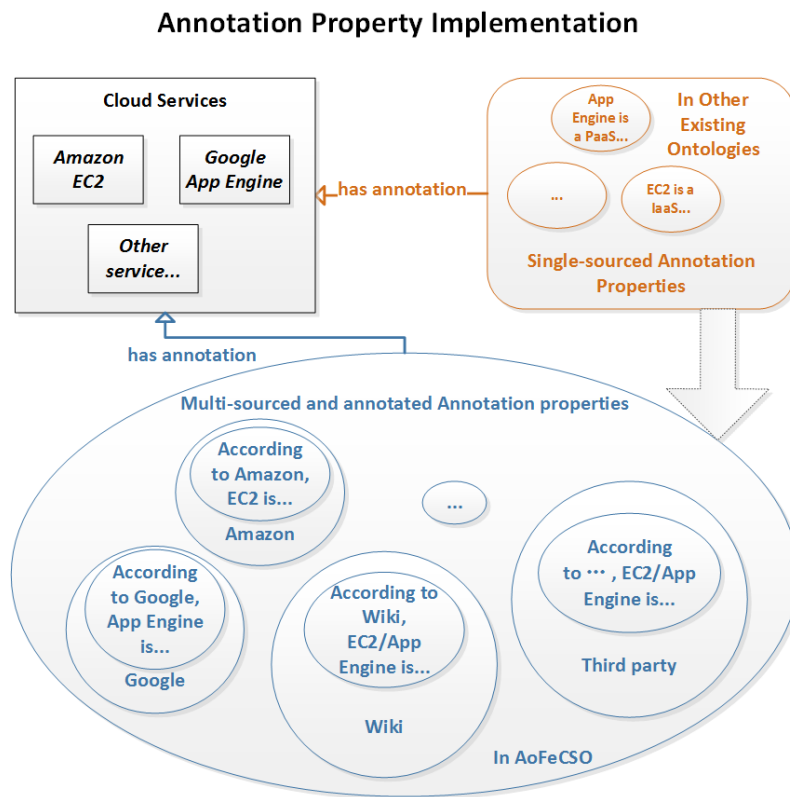 Annotation Property Implementation
Cloud Services
Amazon
EC2
Google
App Engine
Other
service...
has annotation
App
Engine is
a PaaS...
In Other
Existing
Ontologies
...
EC2 is a
IaaS...
Single-sourced Annotation
Properties
has annotation
Multi-sourced and annotated Annotation properties
According
to Amazon,
EC2 is...
Amazon
...
According
to Google,
App Engine
is...
Google
According to
Wiki,
EC2/App
Engine is...
Wiki
According
to ··· , EC2/App
Engine is...
Third party
In AoFeCSO